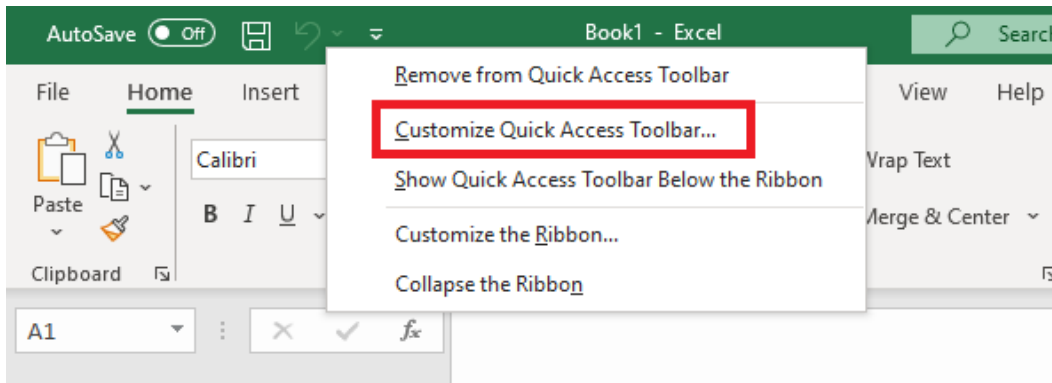 AutoSave Off Book1 - Excel Search
File Home Insert View Help
Remove from Quick Access Toolbar
Customize Quick Access Toolbar...
Show Quick Access Toolbar Below the Ribbon
Customize the Ribbon...
Collapse the Ribbon
Calibri
Wrap Text
Paste
B I U
Merge & Center
Clipboard
A1
fx